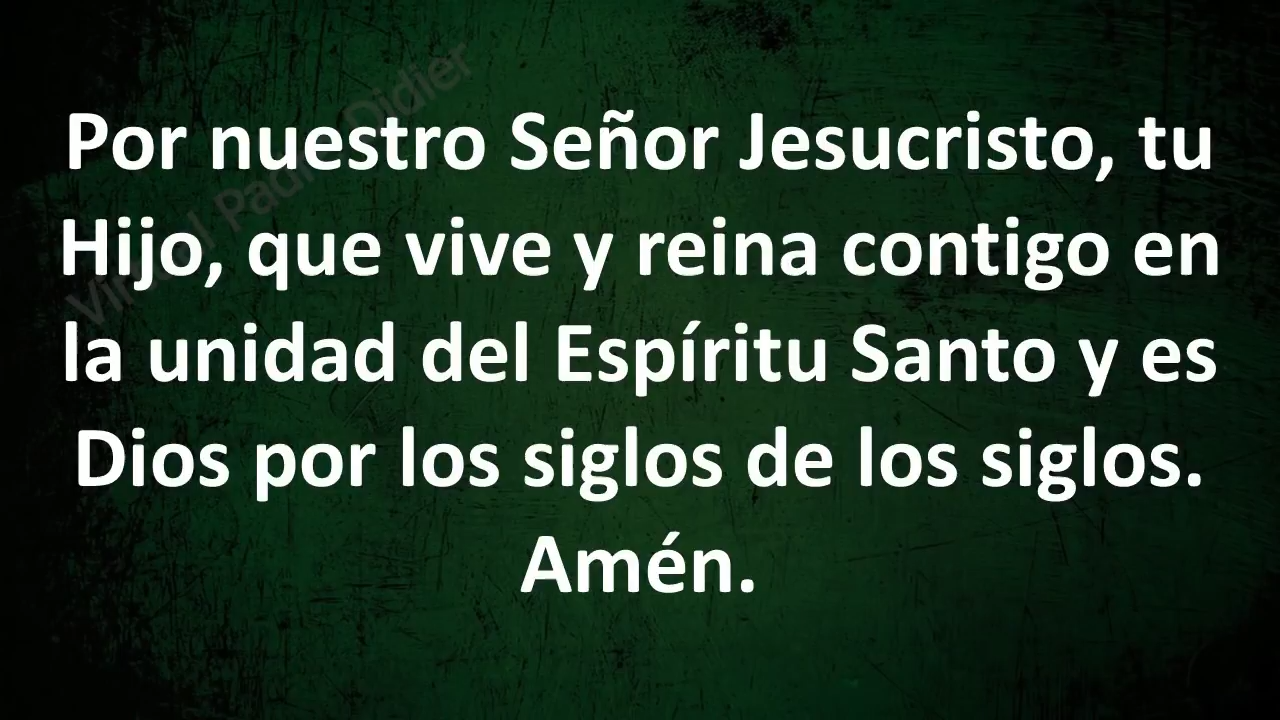 Por nuestro Señor Jesucristo, tu
Hijo, que vive y reina contigo en
la unidad del Espíritu Santo y es
Dios por los siglos de los siglos.
Amén.
Didier